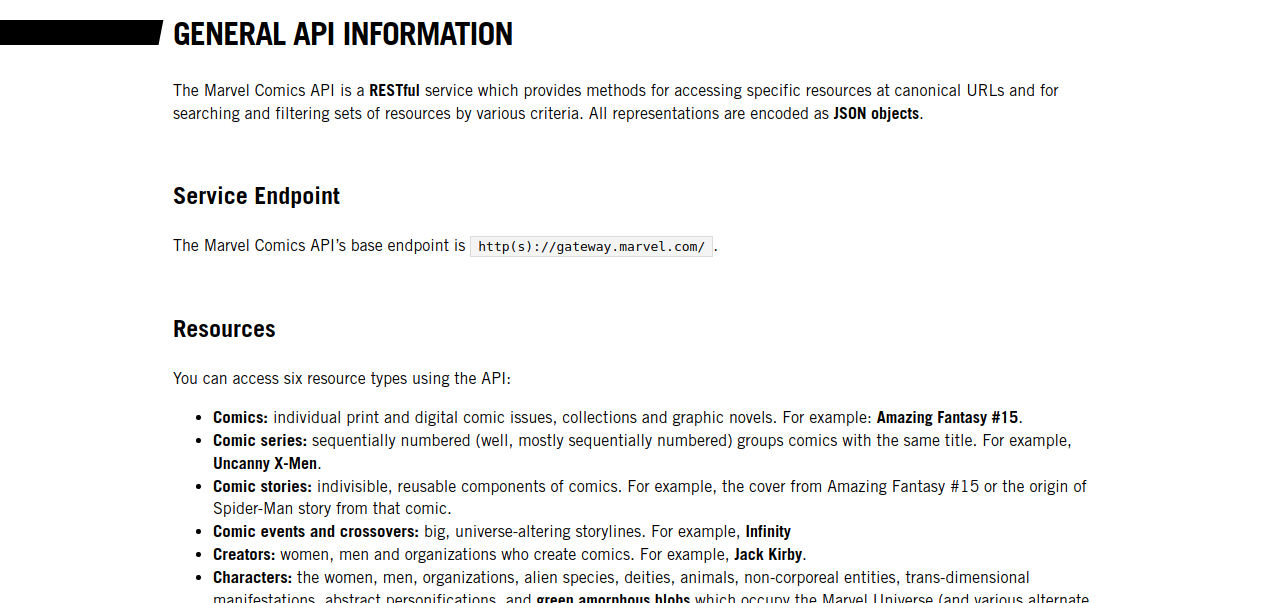 GENERAL API INFORMATION
The Marvel Comics API is a RESTful service which provides methods for accessing specific resources at canonical URLs and for
searching and filtering sets of resources by various criteria. All representations are encoded as JSON objects.
Service Endpoint
The Marvel Comics API’s base endpoint is http(s)://gateway.marvel.com/ .
Resources
You can access six resource types using the API:
• Comics: individual print and digital comic issues, collections and graphic novels. For example: Amazing Fantasy #15.
• Comic series: sequentially numbered (well, mostly sequentially numbered) groups comics with the same title. For example,
Uncanny X-Men.
• Comic stories: indivisible, reusable components of comics. For example, the cover from Amazing Fantasy #15 or the origin of
Spider-Man story from that comic.
• Comic events and crossovers: big, universe-altering storylines. For example, Infinity
• Creators: women, men and organizations who create comics. For example, Jack Kirby.
• Characters: the women, men, organizations, alien species, deities, animals, non-corporeal entities, trans-dimensional
manifestations, abstract personifications, and green amorphous blobs which occupy the Marvel Universe (and various alternate